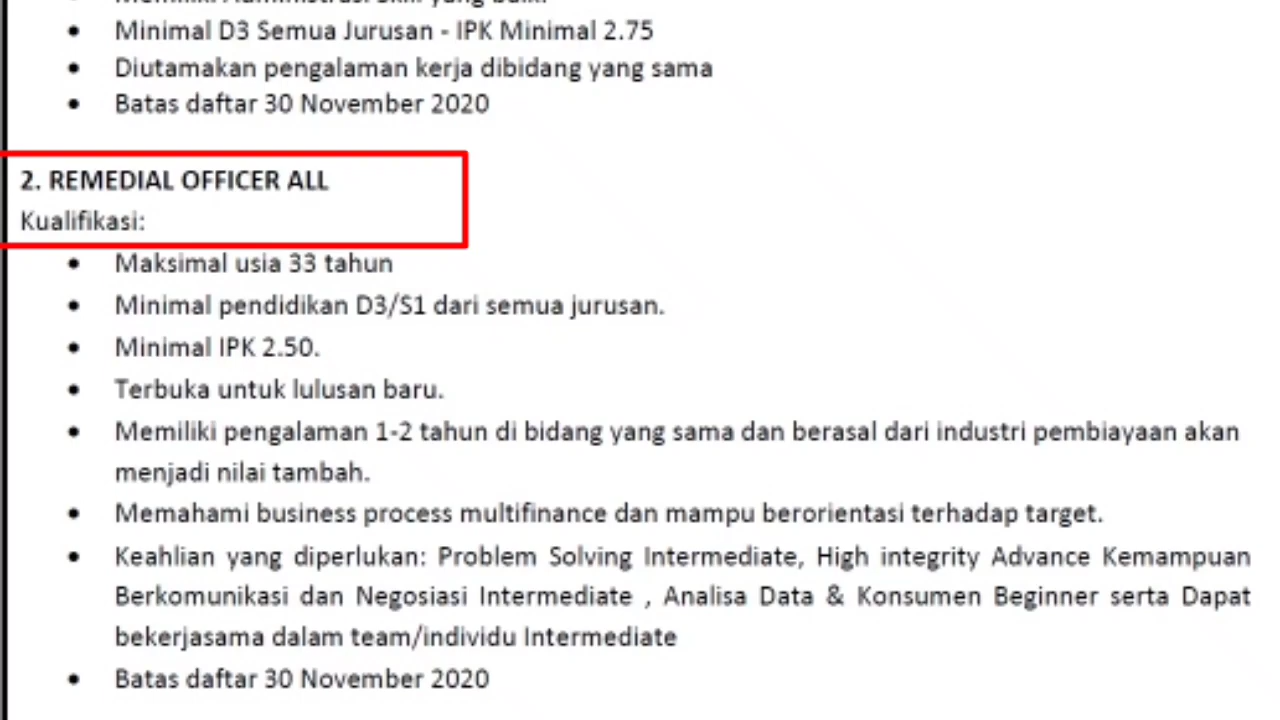 Minimal D3 Semua Jurusan - IPK Minimal 2.75
Diutamakan pengalaman kerja dibidang yang sama
Batas daftar 30 November 2020
2. REMEDIAL OFFICER ALL
Kualifikasi:
Maksimal usia 33 tahun
Minimal pendidikan D3/S1 dari semua jurusan.
Minimal IPK 2.50.
Terbuka untuk lulusan baru.
Memiliki pengalaman 1-2 tahun di bidang yang sama dan berasal dari industri pembiayaan akan
menjadi nilai tambah.
Memahami business process multifinance dan mampu berorientasi terhadap target.
Keahlian yang diperlukan: Problem Solving Intermediate, High integrity Advance Kemampuan
Berkomunikasi dan Negosiasi Intermediate , Analisa Data & Konsumen Beginner serta Dapat
bekerjasama dalam team/individu Intermediate
Batas daftar 30 November 2020